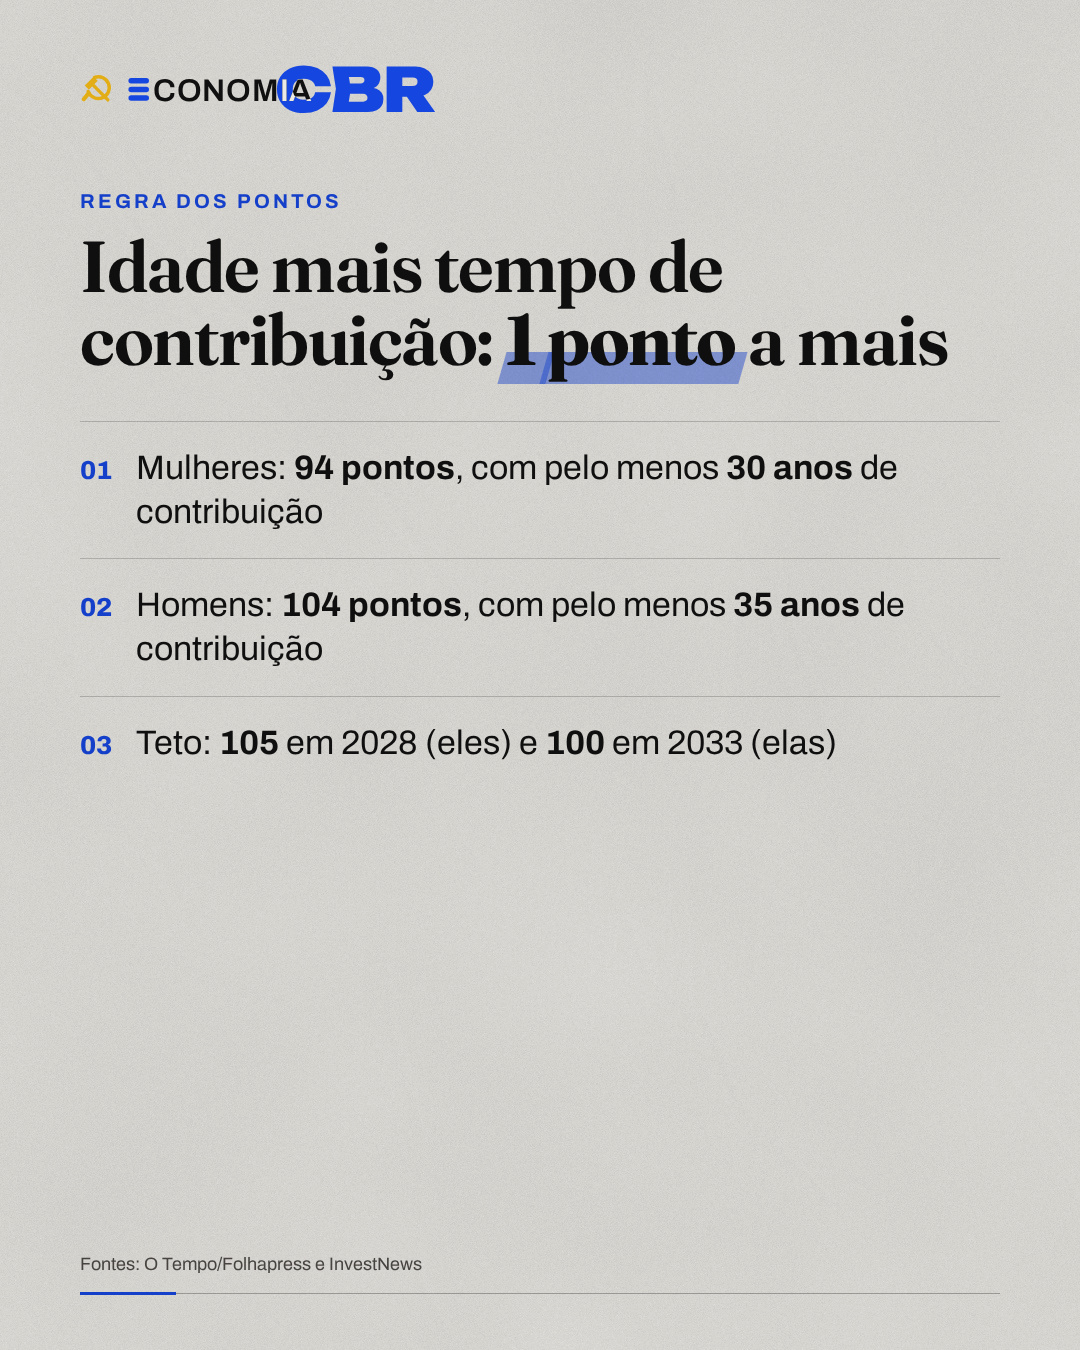 ECONOMIA CBR
REGRA DOS PONTOS
Idade mais tempo de
contribuição: 1 ponto a mais
01 Mulheres: 94 pontos, com pelo menos 30 anos de
contribuição
02 Homens: 104 pontos, com pelo menos 35 anos de
contribuição
03 Teto: 105 em 2028 (eles) e 100 em 2033 (elas)
Fontes: O Tempo/Folhapress e InvestNews